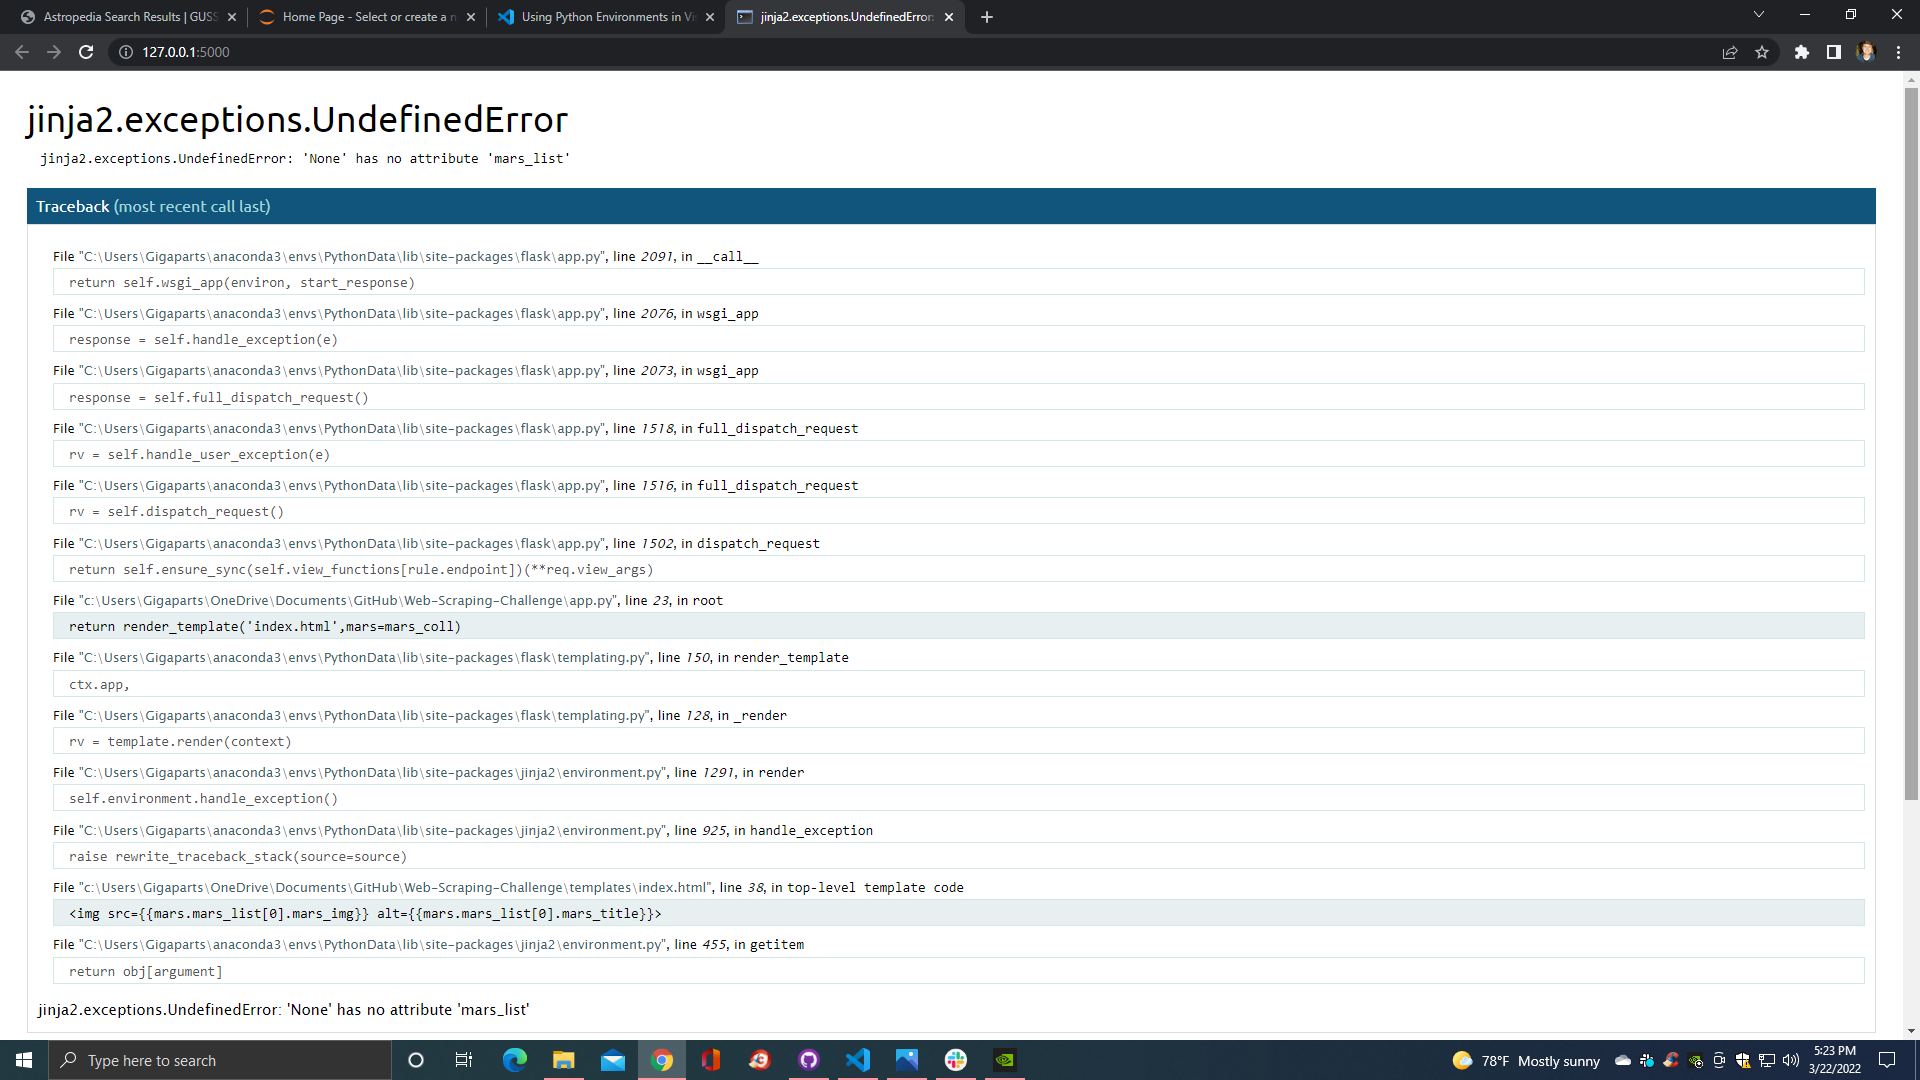 Astropedia Search Results | GUSS
Home Page - Select or create a n
Using Python Environments in Vi
jinja2.exceptions.UndefinedError:
127.0.0.1:5000
jinja2.exceptions.UndefinedError
jinja2.exceptions.UndefinedError: 'None' has no attribute 'mars_list'
Traceback (most recent call last)
File "C:\Users\Gigaparts\anaconda3\envs\PythonData\lib\site-packages\flask\app.py", line 2091, in __call__
return self.wsgi_app(environ, start_response)
File "C:\Users\Gigaparts\anaconda3\envs\PythonData\lib\site-packages\flask\app.py", line 2076, in wsgi_app
response = self.handle_exception(e)
File "C:\Users\Gigaparts\anaconda3\envs\PythonData\lib\site-packages\flask\app.py", line 2073, in wsgi_app
response = self.full_dispatch_request()
File "C:\Users\Gigaparts\anaconda3\envs\PythonData\lib\site-packages\flask\app.py", line 1518, in full_dispatch_request
rv = self.handle_user_exception(e)
File "C:\Users\Gigaparts\anaconda3\envs\PythonData\lib\site-packages\flask\app.py", line 1516, in full_dispatch_request
rv = self.dispatch_request()
File "C:\Users\Gigaparts\anaconda3\envs\PythonData\lib\site-packages\flask\app.py", line 1502, in dispatch_request
return self.ensure_sync(self.view_functions[rule.endpoint])(**req.view_args)
File "c:\Users\Gigaparts\OneDrive\Documents\GitHub\Web-Scraping-Challenge\app.py", line 23, in root
return render_template('index.html',mars=mars_coll)
File "C:\Users\Gigaparts\anaconda3\envs\PythonData\lib\site-packages\flask\templating.py", line 150, in render_template
ctx.app,
File "C:\Users\Gigaparts\anaconda3\envs\PythonData\lib\site-packages\flask\templating.py", line 128, in _render
rv = template.render(context)
File "C:\Users\Gigaparts\anaconda3\envs\PythonData\lib\site-packages\jinja2\environment.py", line 1291, in render
self.environment.handle_exception()
File "C:\Users\Gigaparts\anaconda3\envs\PythonData\lib\site-packages\jinja2\environment.py", line 925, in handle_exception
raise rewrite_traceback_stack(source=source)
File "c:\Users\Gigaparts\OneDrive\Documents\GitHub\Web-Scraping-Challenge\templates\index.html", line 38, in top-level template code
<img src={{mars.mars_list[0].mars_img}} alt={{mars.mars_list[0].mars_title}}>
File "C:\Users\Gigaparts\anaconda3\envs\PythonData\lib\site-packages\jinja2\environment.py", line 455, in getitem
return obj[argument]
jinja2.exceptions.UndefinedError: 'None' has no attribute 'mars_list'
Type here to search
78°F Mostly sunny
5:23 PM
3/22/2022